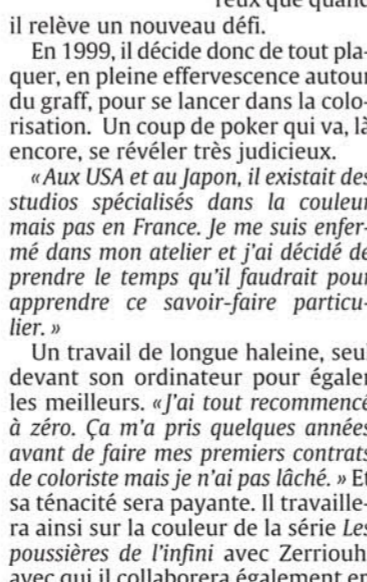 reux que quand
il relève un nouveau défi.
En 1999, il décide donc de tout pla-
quer, en pleine effervescence autour
du graff, pour se lancer dans la colo-
risation. Un coup de poker qui va, là
encore, se révéler très judicieux.
« Aux USA et au Japon, il existait des
studios spécialisés dans la couleur
mais pas en France. Je me suis enfer-
mé dans mon atelier et j'ai décidé de
prendre le temps qu'il faudrait pour
apprendre ce savoir-faire particu-
lier. »
Un travail de longue haleine, seul
devant son ordinateur pour égaler
les meilleurs. « J'ai tout recommencé
à zéro. Ça m'a pris quelques années
avant de faire mes premiers contrats
de coloriste mais je n'ai pas lâché. » Et
sa ténacité sera payante. Il travaille-
ra ainsi sur la couleur de la série Les
poussières de l'infini avec Zerriouh
avec qui il collaborera également en